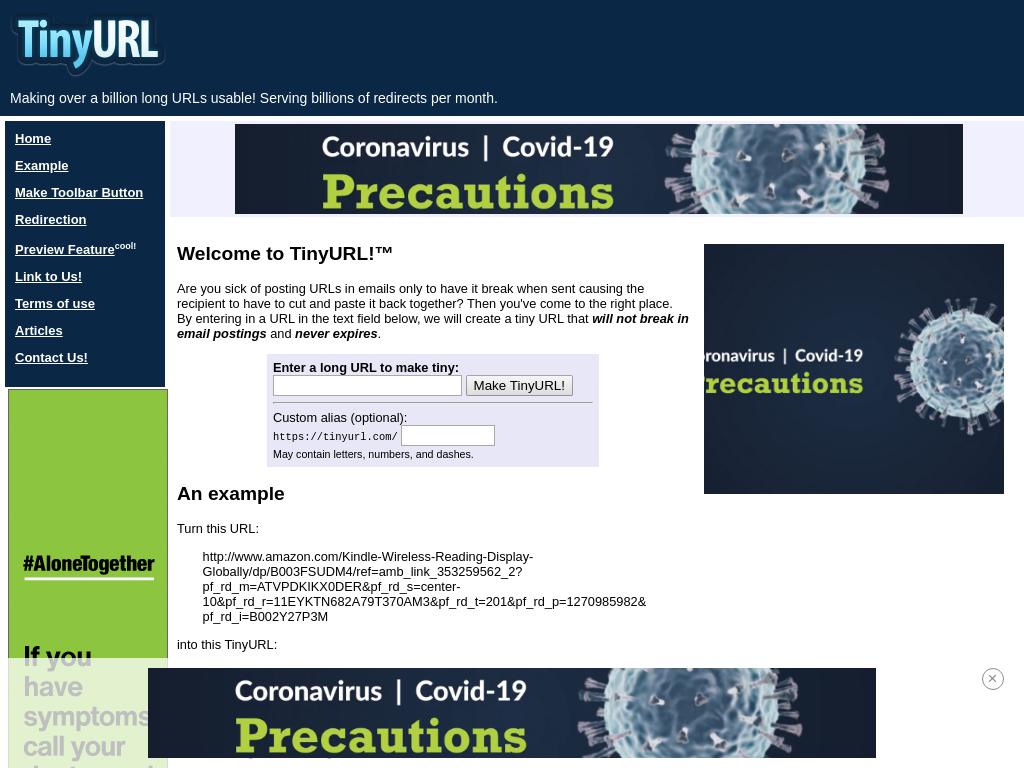 TinyURL
Making over a billion long URLs usable! Serving billions of redirects per month.
Home
Example
Make Toolbar Button
Redirection
Preview Featurecool!
Link to Us!
Terms of use
Articles
Contact Us!
Coronavirus | Covid-19
Precautions
Welcome to TinyURL!™
Are you sick of posting URLs in emails only to have it break when sent causing the
recipient to have to cut and paste it back together? Then you've come to the right place.
By entering in a URL in the text field below, we will create a tiny URL that will not break in
email postings and never expires.
Enter a long URL to make tiny:
Make TinyURL!
Custom alias (optional):
https://tinyurl.com/
May contain letters, numbers, and dashes.
oronavirus | Covid-19
recautions
An example
Turn this URL:
http://www.amazon.com/Kindle-Wireless-Reading-Display-
Globally/dp/B003FSUDM4/ref=amb_link_353259562_2?
pf_rd_m=ATVPDKIKX0DER&pf_rd_s=center-
10&pf_rd_r=11EYKTN682A79T370AM3&pf_rd_t=201&pf_rd_p=1270985982&
pf_rd_i=B002Y27P3M
into this TinyURL:
#AloneTogether
If you
have
symptoms
call your
Coronavirus | Covid-19
Precautions